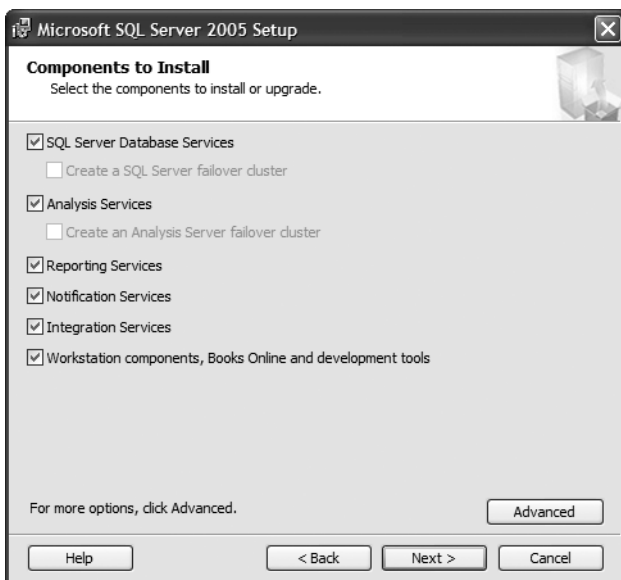 Microsoft SQL Server 2005 Setup
Components to Install
Select the components to install or upgrade.
SQL Server Database Services
Create a SQL Server failover cluster
Analysis Services
Create an Analysis Server failover cluster
Reporting Services
Notification Services
Integration Services
Workstation components, Books Online and development tools
For more options, click Advanced.
Advanced
Help
< Back
Next >
Cancel